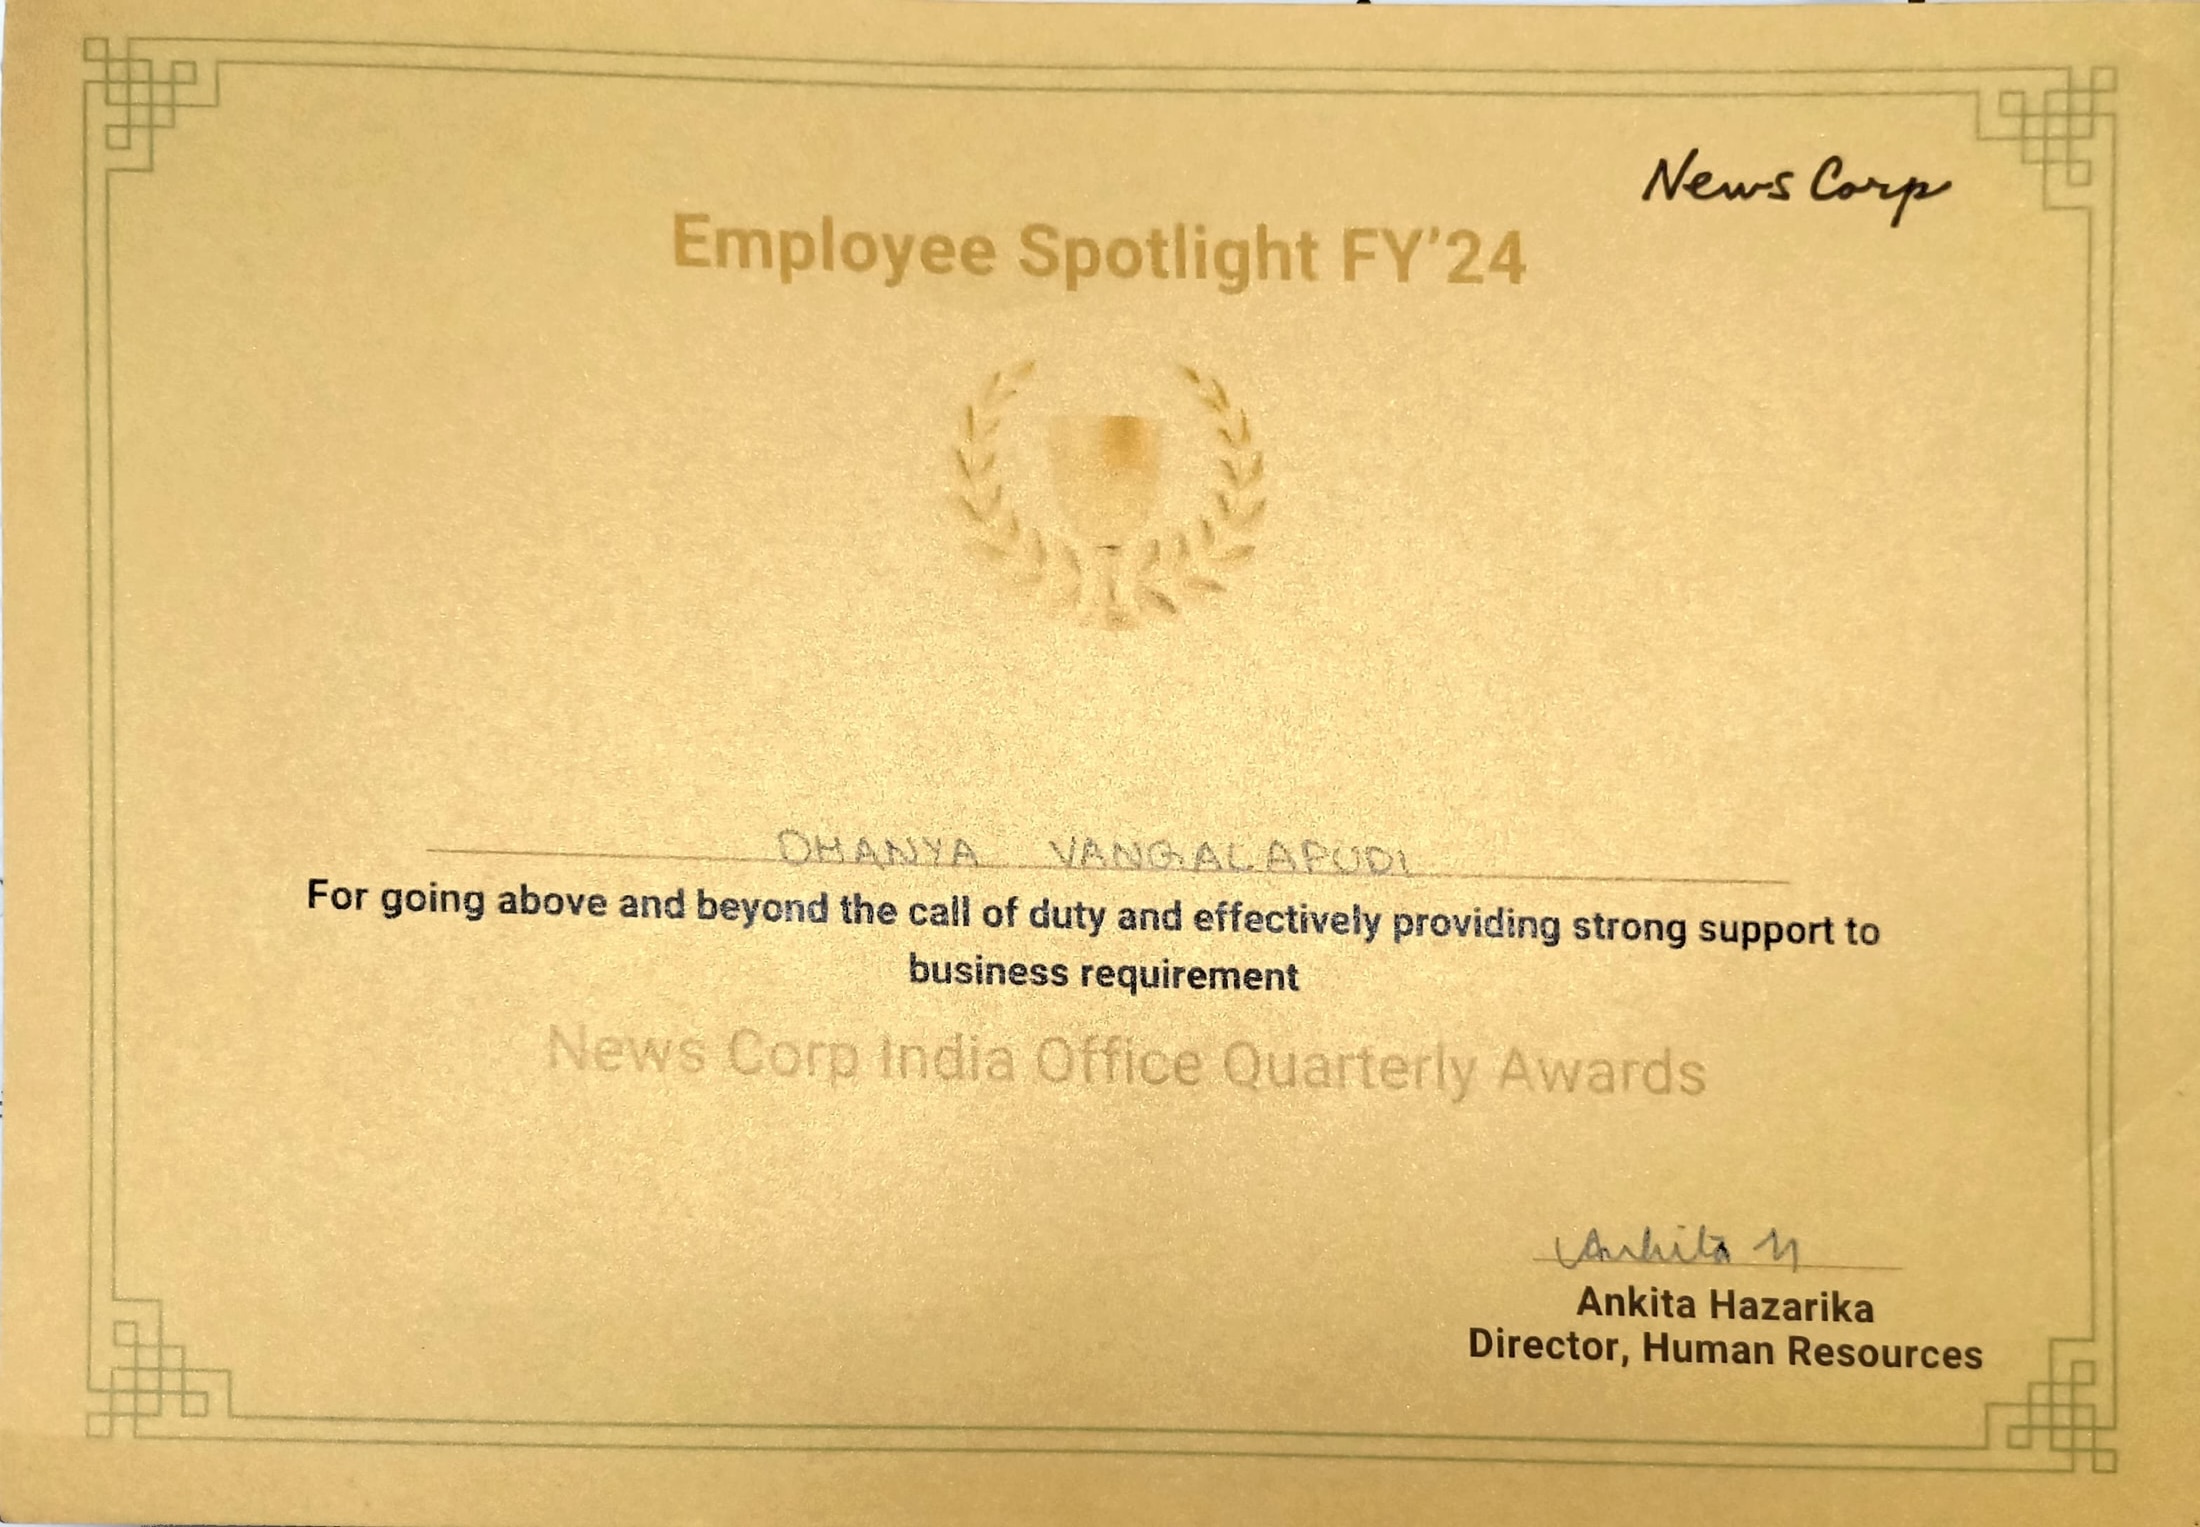 News Corp
Employee Spotlight FY'24
DHANYA VANGALAPUDI
For going above and beyond the call of duty and effectively providing strong support to
business requirement
News Corp India Office Quarterly Awards
Ankita H
Ankita Hazarika
Director, Human Resources